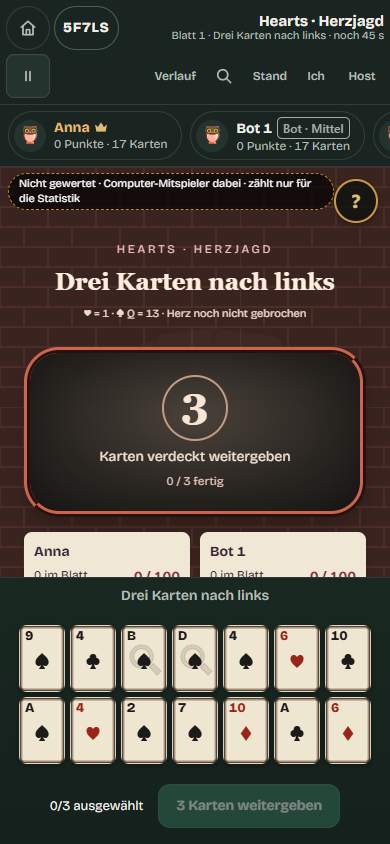 5F7LS
Hearts · Herzjagd
Blatt 1 · Drei Karten nach links · noch 45 s
Verlauf
Stand
Ich
Host
Anna
0 Punkte · 17 Karten
Bot 1
Bot · Mittel
0 Punkte · 17 Karten
Nicht gewertet · Computer-Mitspieler dabei · zählt nur für
die Statistik
?
HEARTS · HERZJAGD
Drei Karten nach links
♥ = 1 · ♠ Q = 13 · Herz noch nicht gebrochen
3
Karten verdeckt weitergeben
0 / 3 fertig
Anna
Bot 1
0 im Blatt
0 / 100
0 im Blatt
0 / 100
Drei Karten nach links
9 4 B D 4 6 10
A 4 2 7 10 A 6
0/3 ausgewählt
3 Karten weitergeben